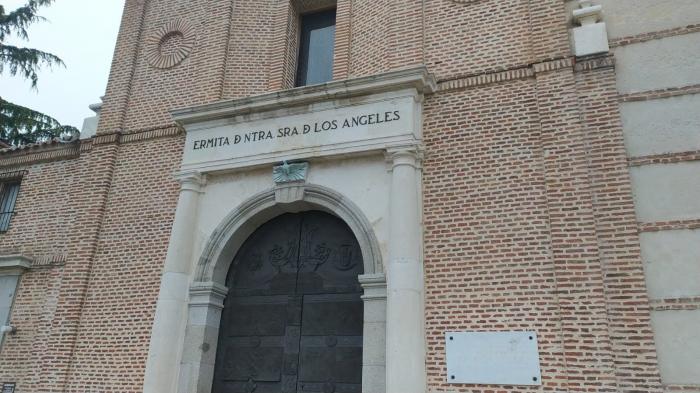 ERMITA Đ NTRA SRA Đ LOS ANGELES